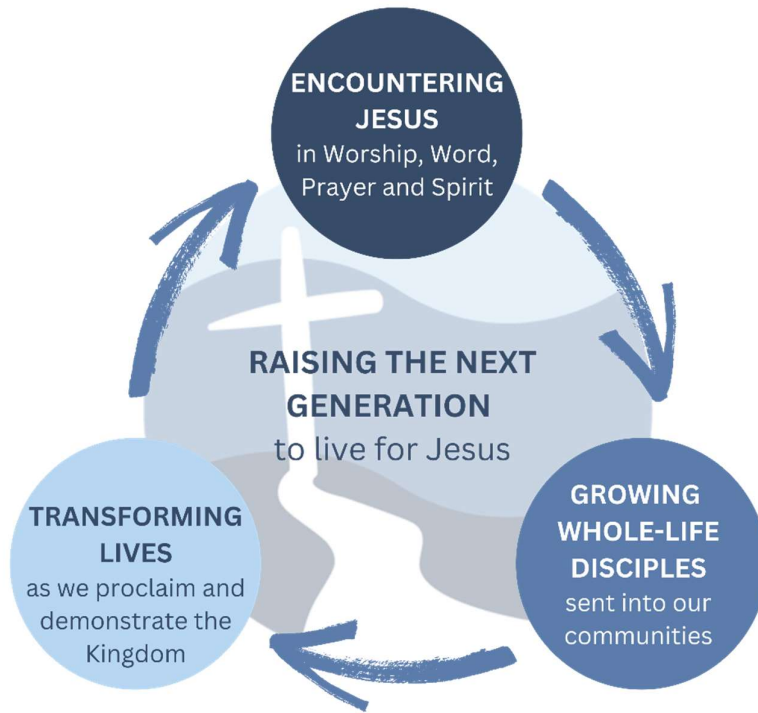 ENCOUNTERING
JESUS
in Worship, Word,
Prayer and Spirit
RAISING THE NEXT
GENERATION
to live for Jesus
GROWING
WHOLE-LIFE
DISCIPLES
sent into our
communities
TRANSFORMING
LIVES
as we proclaim and
demonstrate the
Kingdom